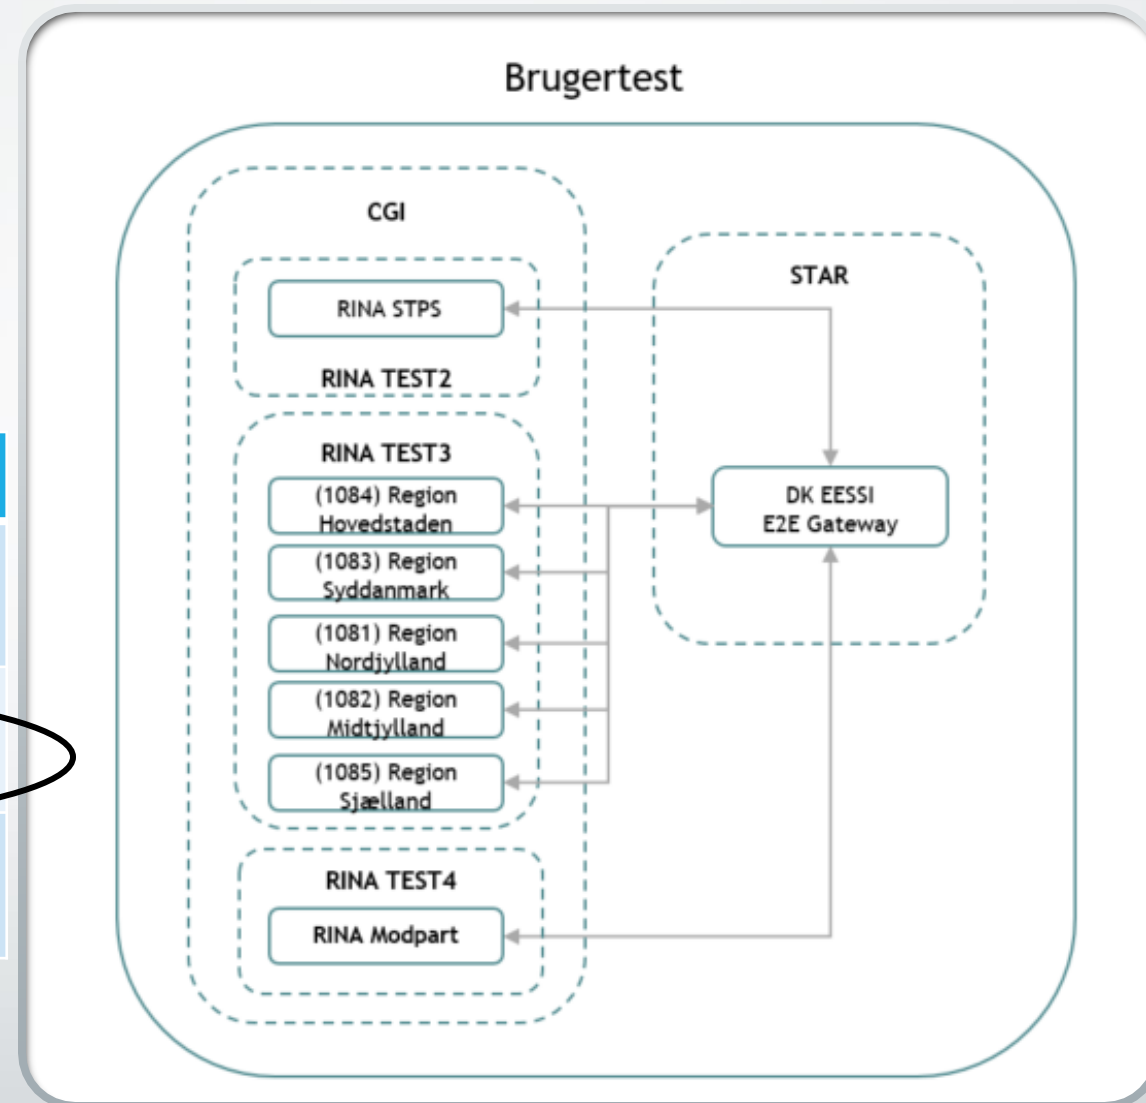 Brugertest
CGI
RINA STPS
RINA TEST2
RINA TEST3
(1084) Region
Hovedstaden
(1083) Region
Syddanmark
(1081) Region
Nordjylland
(1082) Region
Midtjylland
(1085) Region
Sjælland
RINA TEST4
RINA Modpart
STAR
DK EESSI
E2E Gateway